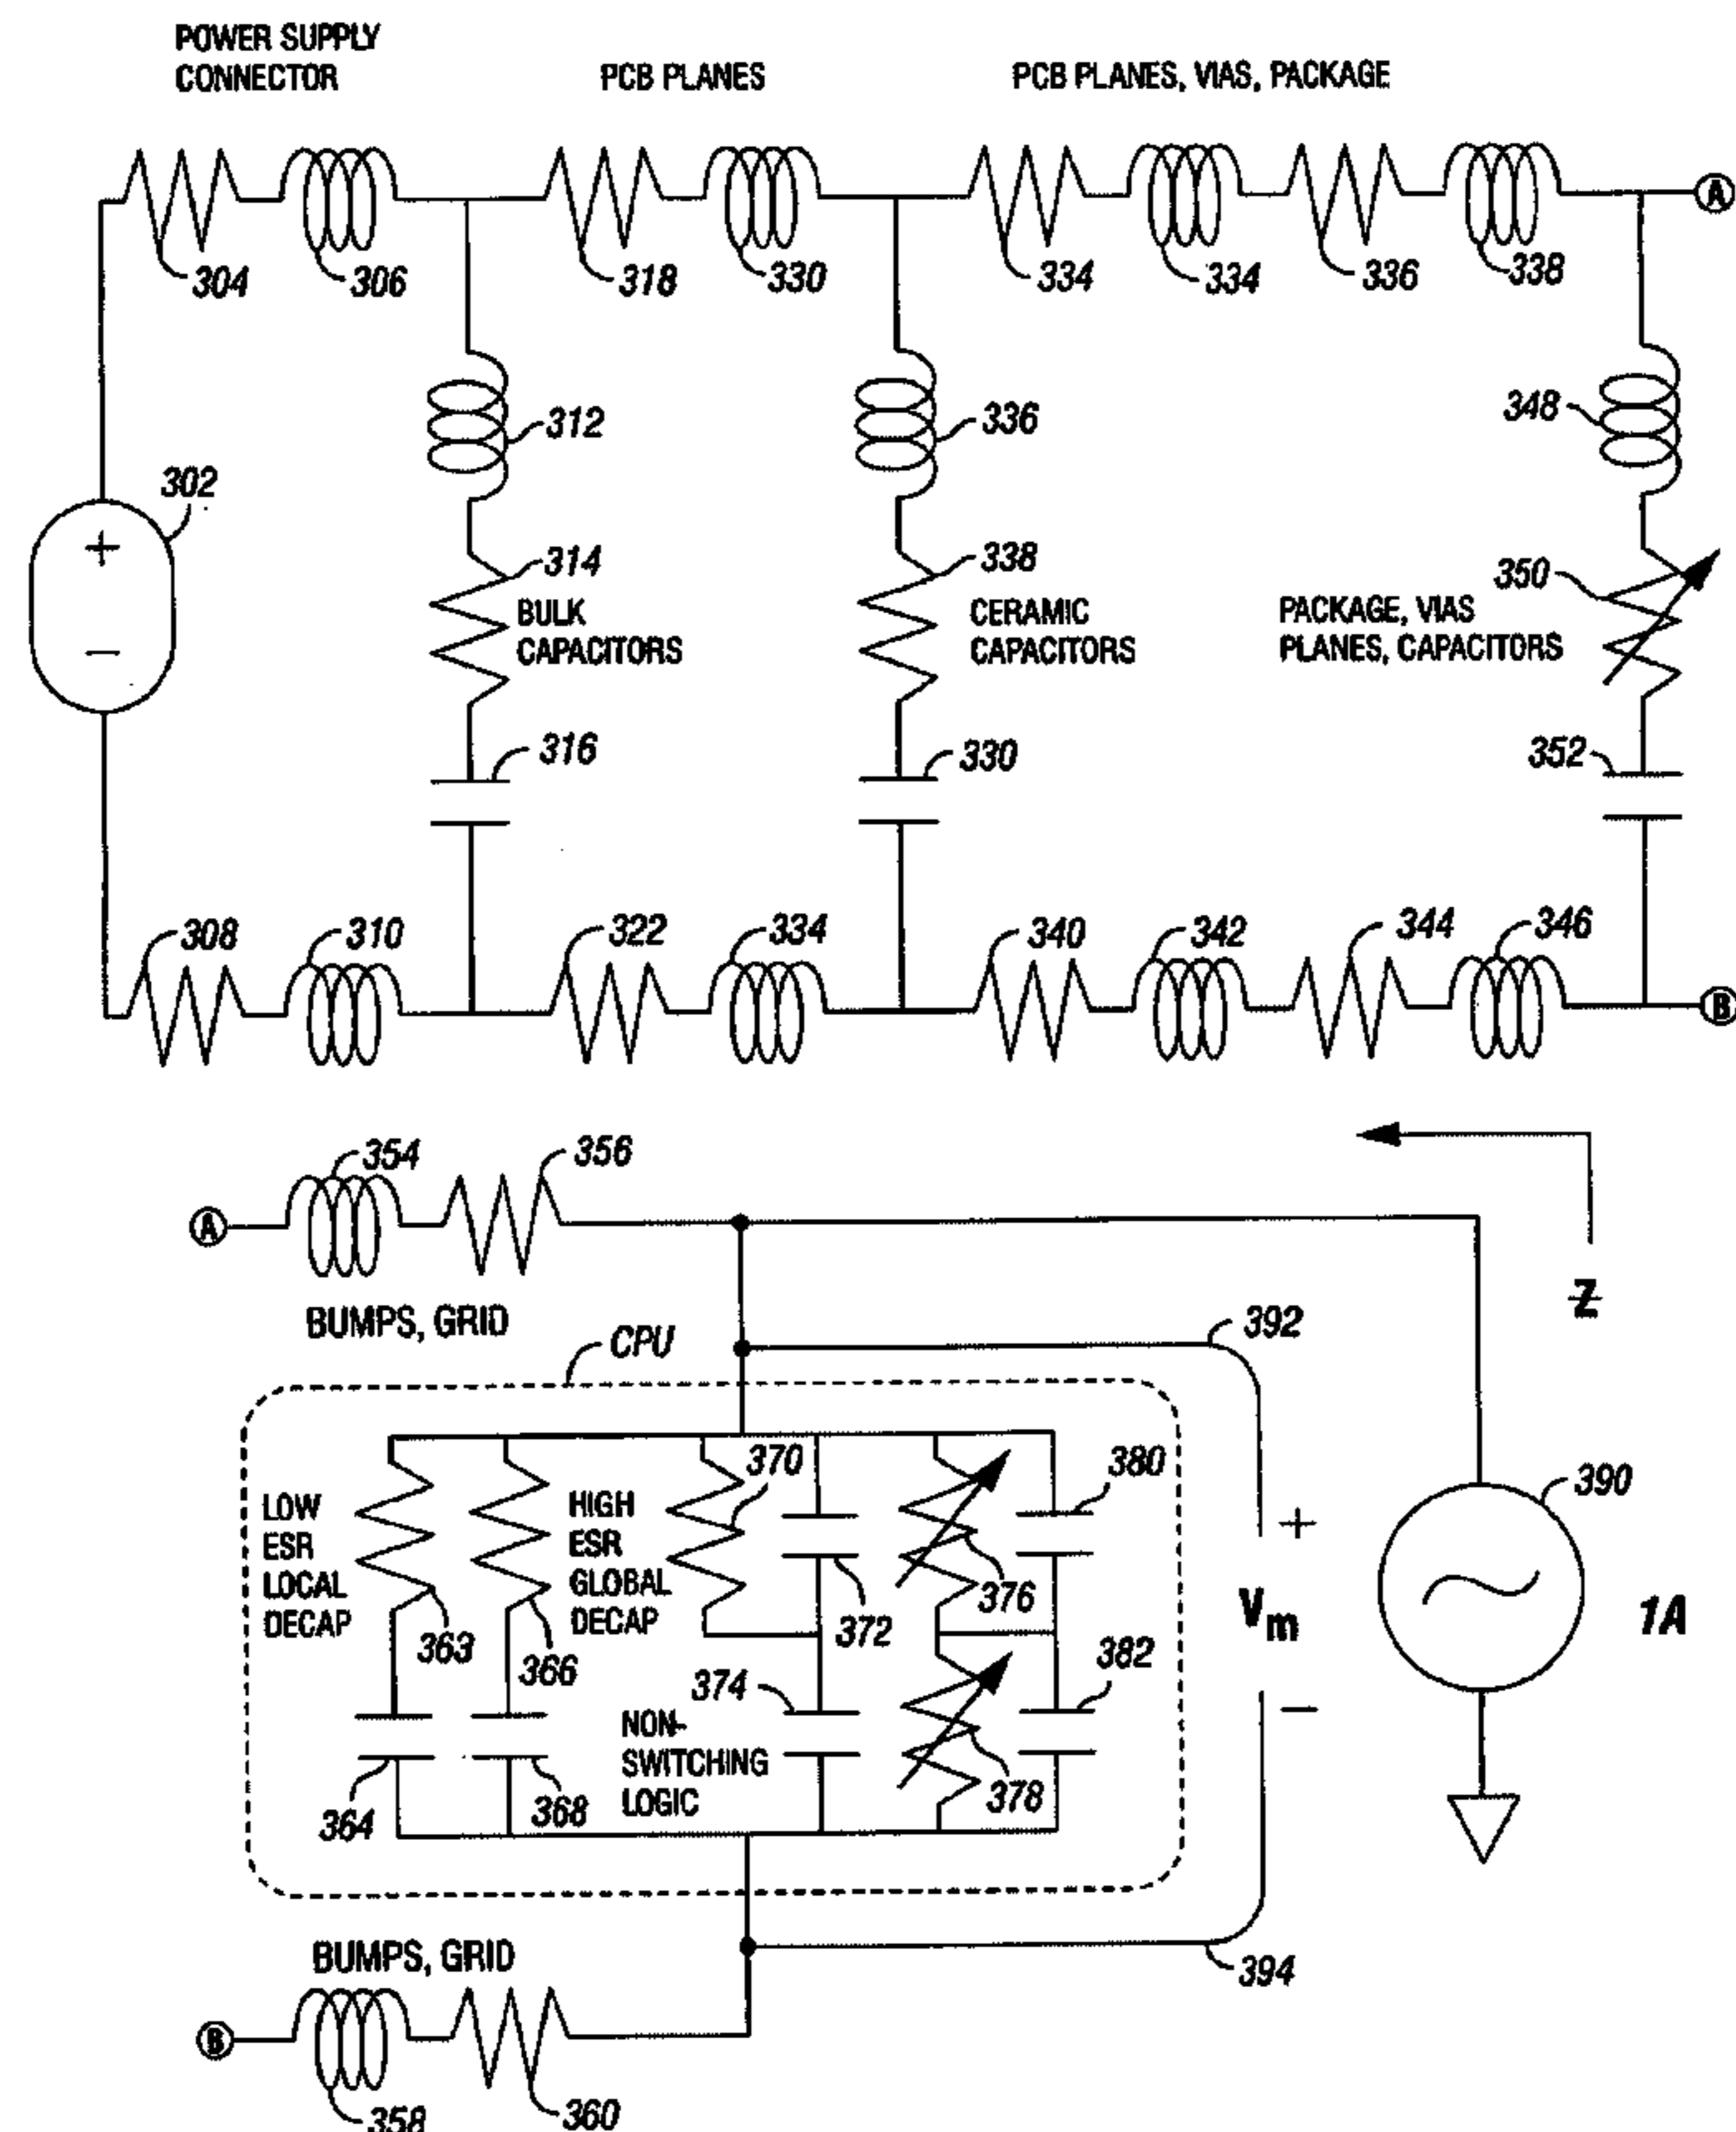 POWER SUPPLY
CONNECTOR
PCB PLANES
PCB PLANES, VIAS, PACKAGE
A
304
306
318
330
334
334
336
338
312
336
348
302
+
−
314
BULK
CAPACITORS
338
CERAMIC
CAPACITORS
350
PACKAGE, VIAS
PLANES, CAPACITORS
316
330
352
308
310
322
334
340
342
344
346
B
354
356
A
BUMPS, GRID
Z
CPU
392
LOW
ESR
LOCAL
DECAP
HIGH
ESR
GLOBAL
DECAP
370
380
390
363
366
372
376
+
Vm
−
1A
374
382
NON-
SWITCHING
LOGIC
364
368
378
BUMPS, GRID
394
B
358
360